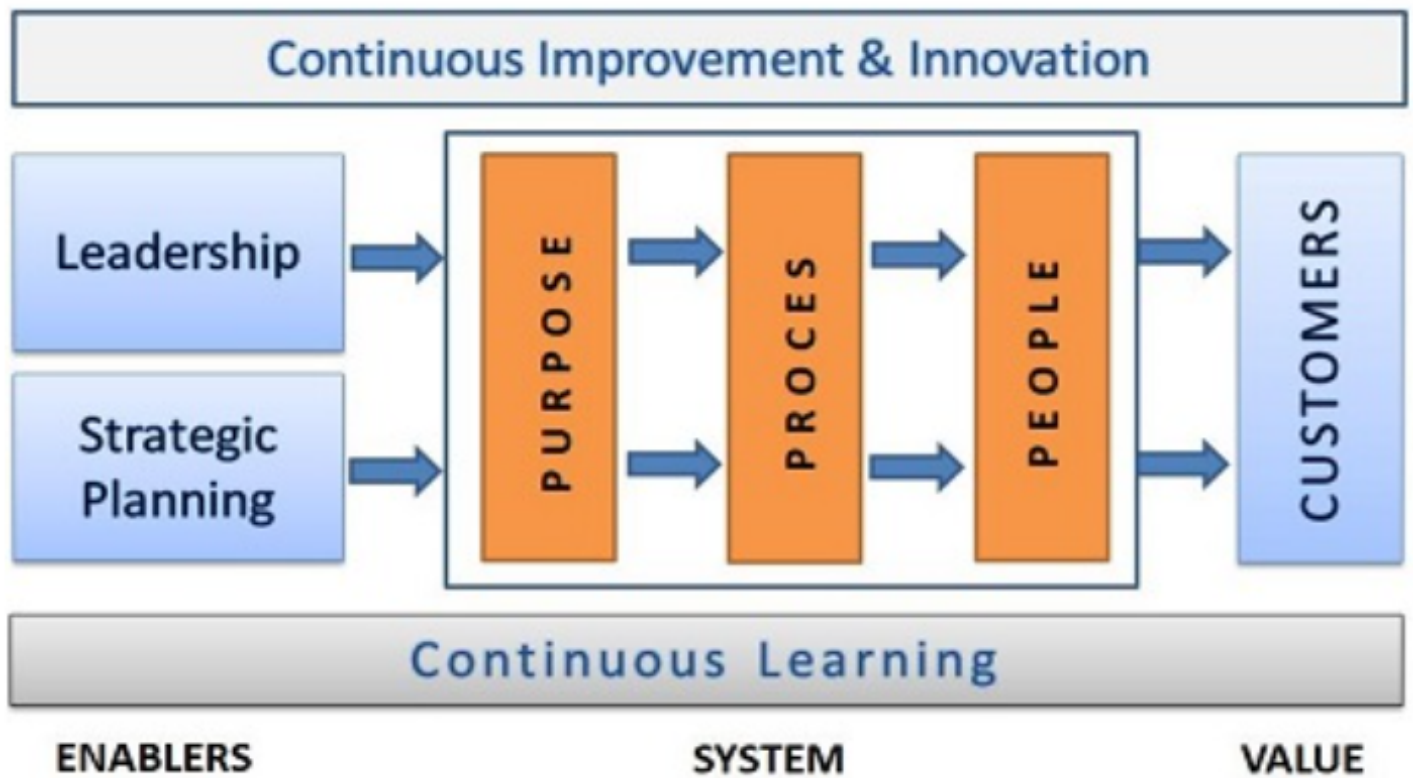 Continuous Improvement & Innovation
Leadership
Strategic
Planning
PURPOSE
PROCES
PEOPLE
CUSTOMERS
Continuous Learning
ENABLERS
SYSTEM
VALUE